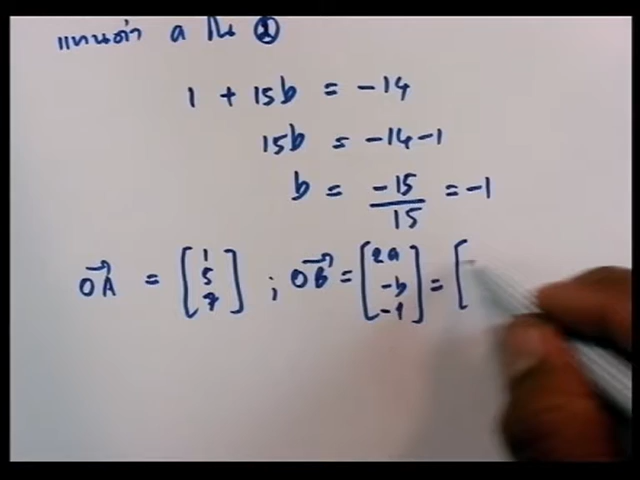 แทนค่า a ใน ①
1 + 15b = -14
15b = -14-1
b = -15/15 = -1
OA⃗ = [1 5 7] ; OB⃗ = [2a -b -1] = [